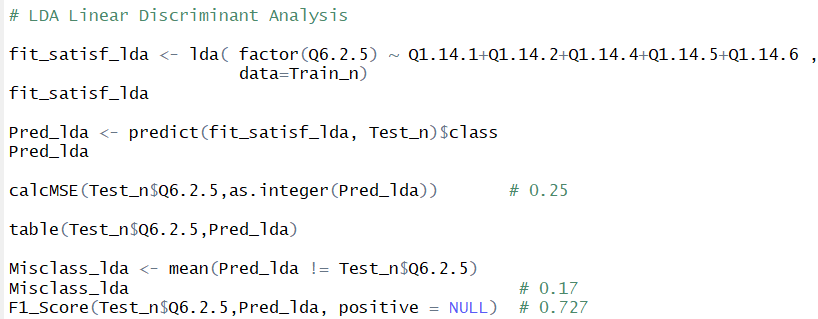 # LDA Linear Discriminant Analysis
fit_satisf_lda <- lda( factor(Q6.2.5) ~ Q1.14.1+Q1.14.2+Q1.14.4+Q1.14.5+Q1.14.6 ,
data=Train_n)
fit_satisf_lda
Pred_lda <- predict(fit_satisf_lda, Test_n)$class
Pred_lda
calcMSE(Test_n$Q6.2.5,as.integer(Pred_lda)) # 0.25
table(Test_n$Q6.2.5,Pred_lda)
Misclass_lda <- mean(Pred_lda != Test_n$Q6.2.5)
Misclass_lda # 0.17
F1_Score(Test_n$Q6.2.5,Pred_lda, positive = NULL) # 0.727